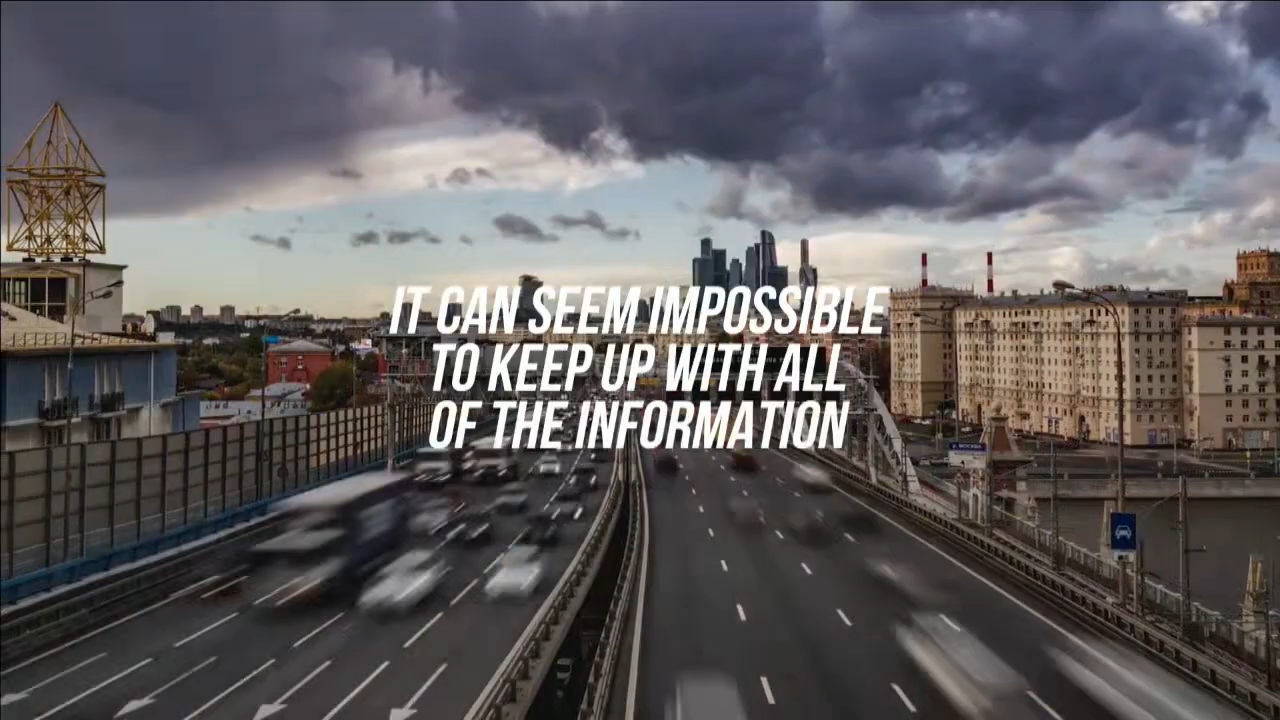 IT CAN SEEM IMPOSSIBLE
TO KEEP UP WITH ALL
OF THE INFORMATION